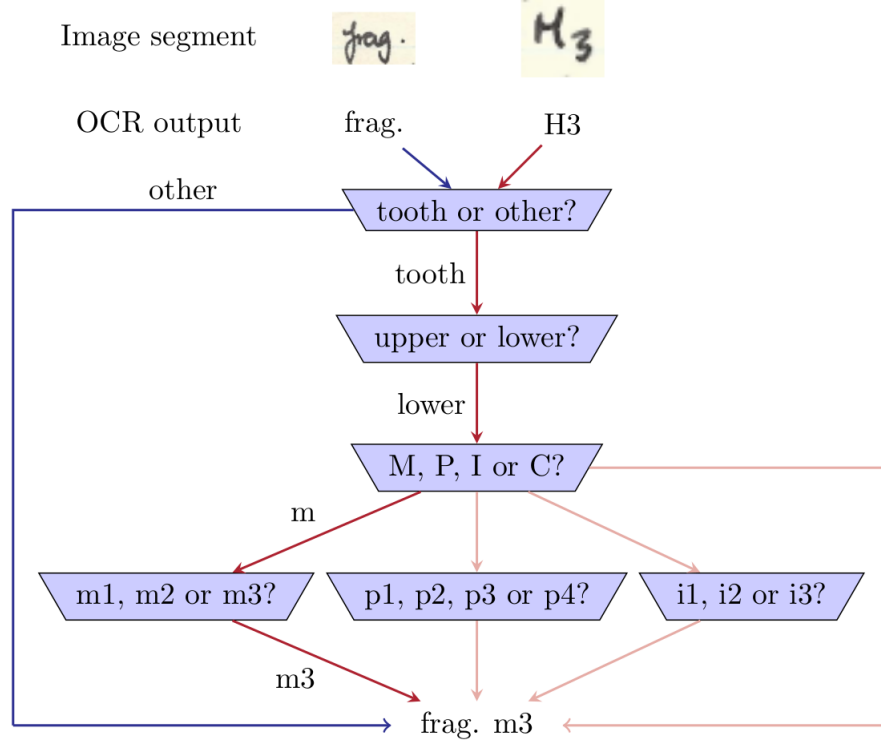 Image segment frag. M3
OCR output frag. H3
other
tooth or other?
tooth
upper or lower?
lower
M, P, I or C?
m
m1, m2 or m3? p1, p2, p3 or p4? i1, i2 or i3?
m3
frag. m3